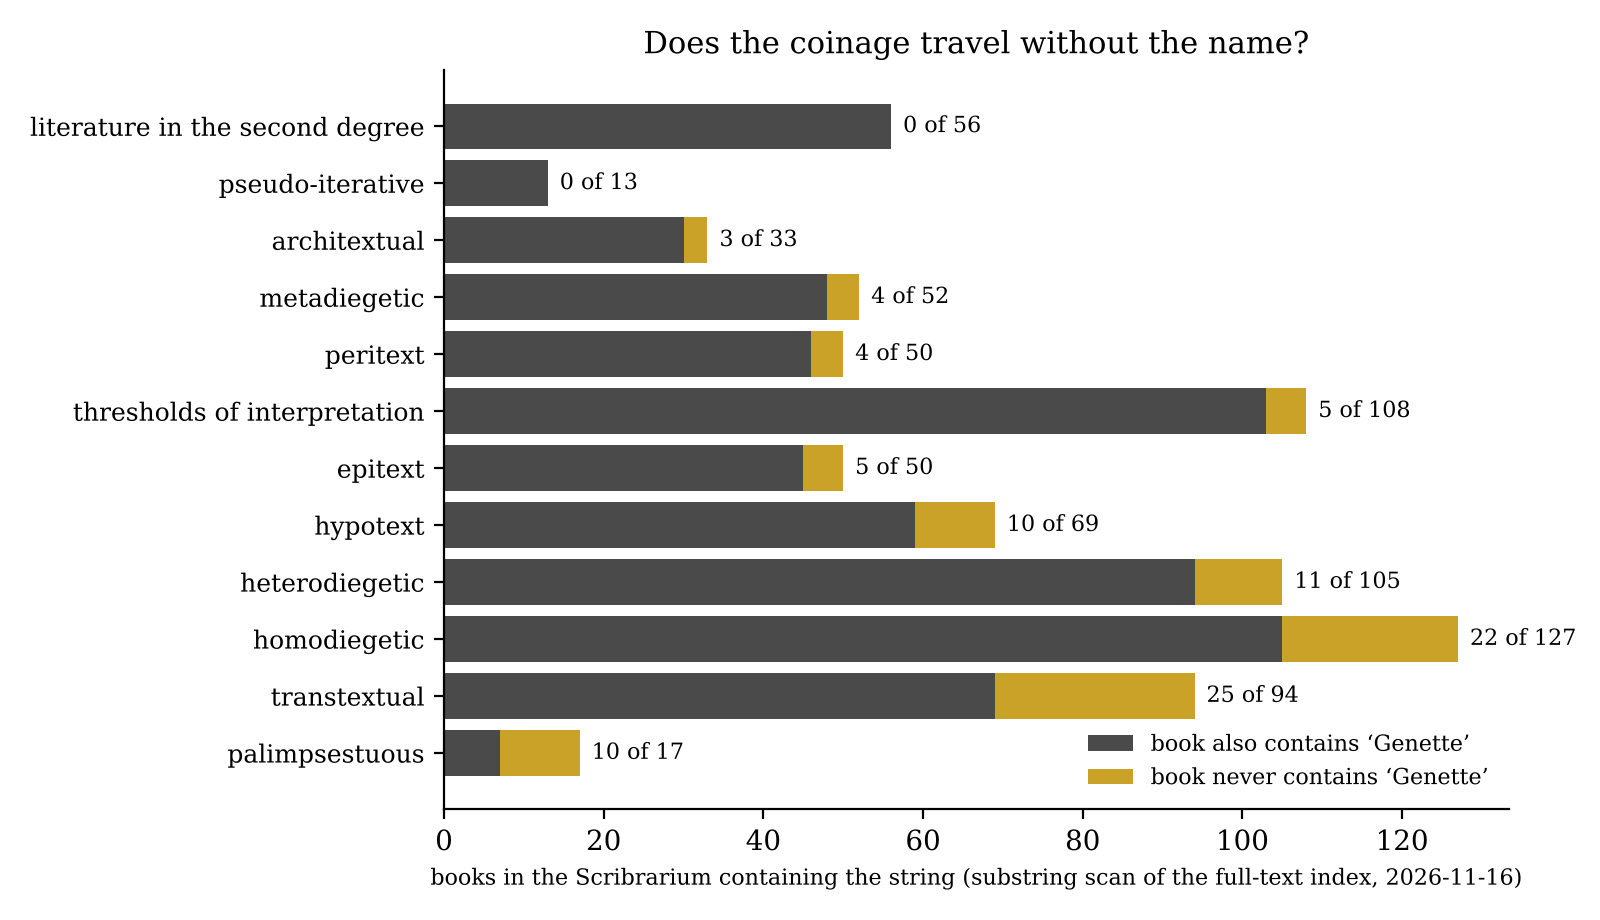 Does the coinage travel without the name?
literature in the second degree
0 of 56
pseudo-iterative
0 of 13
architextual
3 of 33
metadiegetic
4 of 52
peritext
4 of 50
thresholds of interpretation
5 of 108
epitext
5 of 50
hypotext
10 of 69
heterodiegetic
11 of 105
homodiegetic
22 of 127
transtextual
25 of 94
palimpsestuous
10 of 17
book also contains ‘Genette’
book never contains ‘Genette’
0 20 40 60 80 100 120
books in the Scribrarium containing the string (substring scan of the full-text index, 2026-11-16)